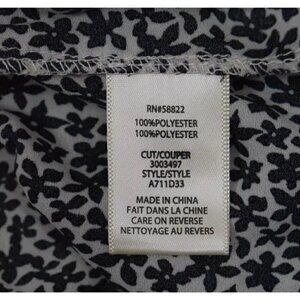 RN#58822
100%POLYESTER
100%POLYESTER
CUT/COUPER
3003497
STYLE/STYLE
A711D33
MADE IN CHINA
FAIT DANS LA CHINE
CARE ON REVERSE
NETTOYAGE AU REVERS